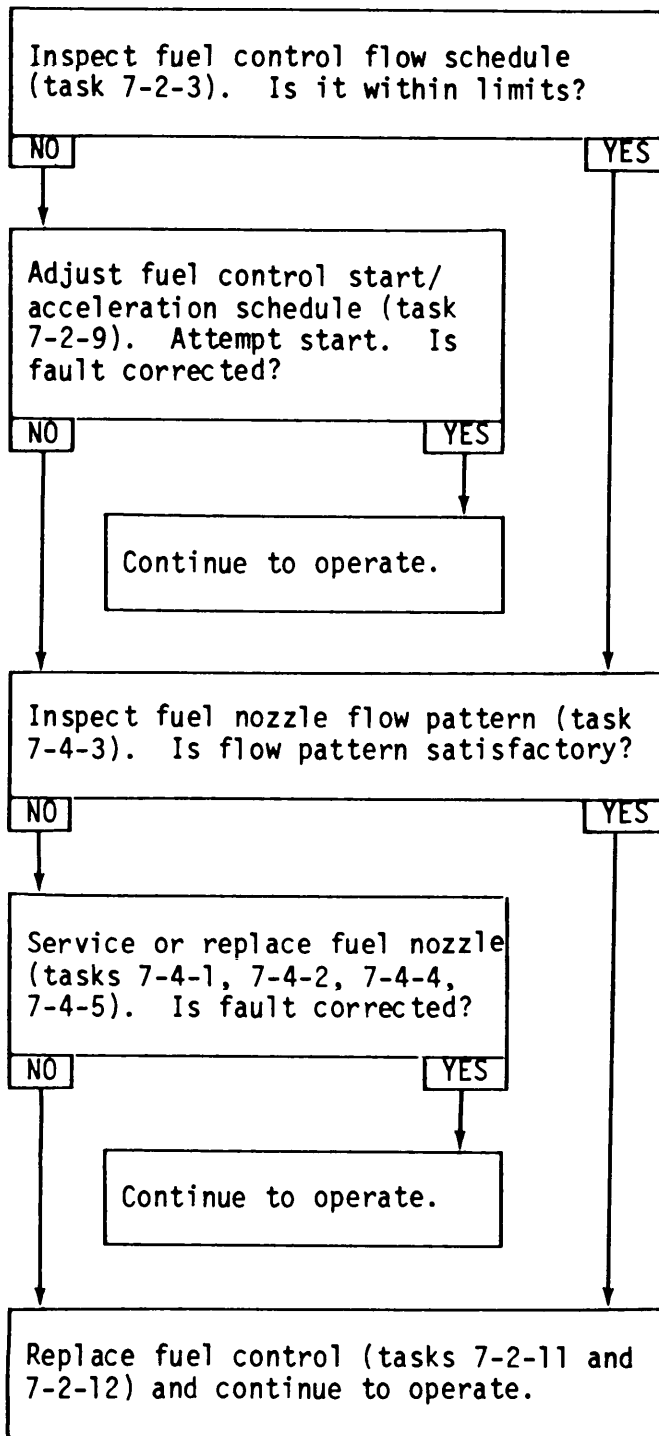 Inspect fuel control flow schedule
(task 7-2-3). Is it within limits?
NO
YES
Adjust fuel control start/
acceleration schedule (task
7-2-9). Attempt start. Is
fault corrected?
NO
YES
Continue to operate.
Inspect fuel nozzle flow pattern (task
7-4-3). Is flow pattern satisfactory?
NO
YES
Service or replace fuel nozzle
(tasks 7-4-1, 7-4-2, 7-4-4,
7-4-5). Is fault corrected?
NO
YES
Continue to operate.
Replace fuel control (tasks 7-2-11 and
7-2-12) and continue to operate.